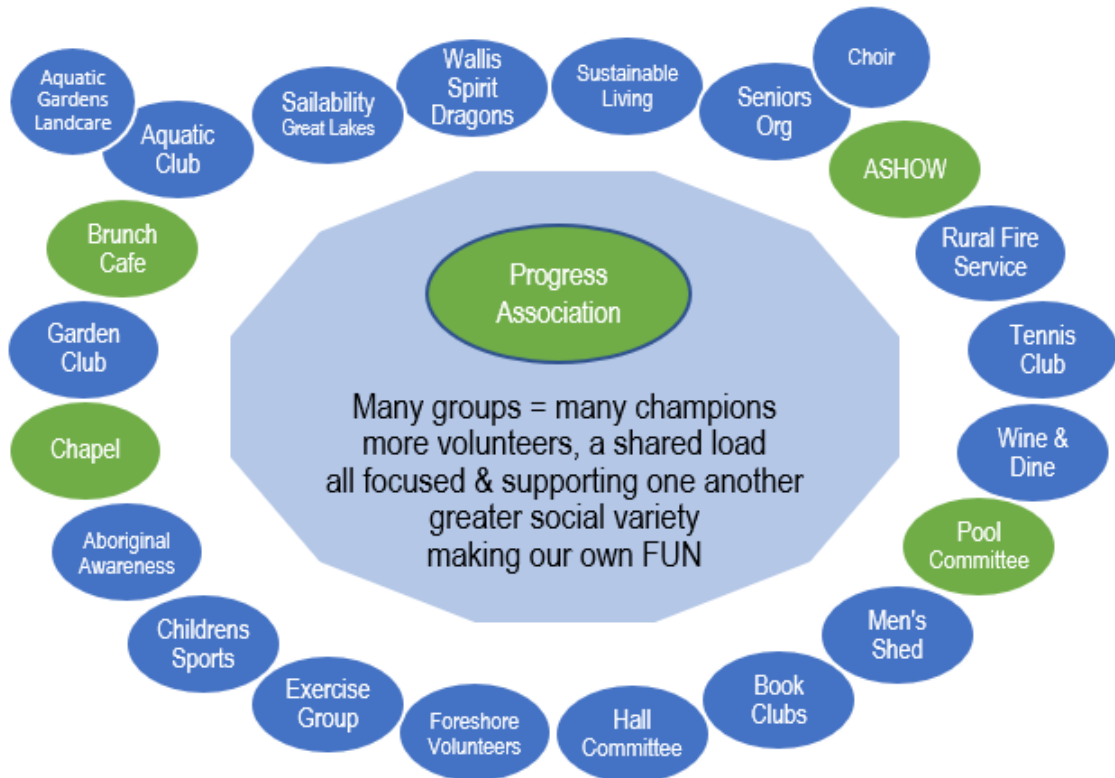 Aquatic
Gardens
Landcare
Aquatic
Club
Sailability
Great Lakes
Wallis
Spirit
Dragons
Sustainable
Living
Seniors
Org
Choir
ASHOW
Rural Fire
Service
Tennis
Club
Wine &
Dine
Pool
Committee
Men's
Shed
Book
Clubs
Hall
Committee
Foreshore
Volunteers
Exercise
Group
Childrens
Sports
Aboriginal
Awareness
Chapel
Garden
Club
Brunch
Cafe
Progress
Association
Many groups = many champions
more volunteers, a shared load
all focused & supporting one another
greater social variety
making our own FUN